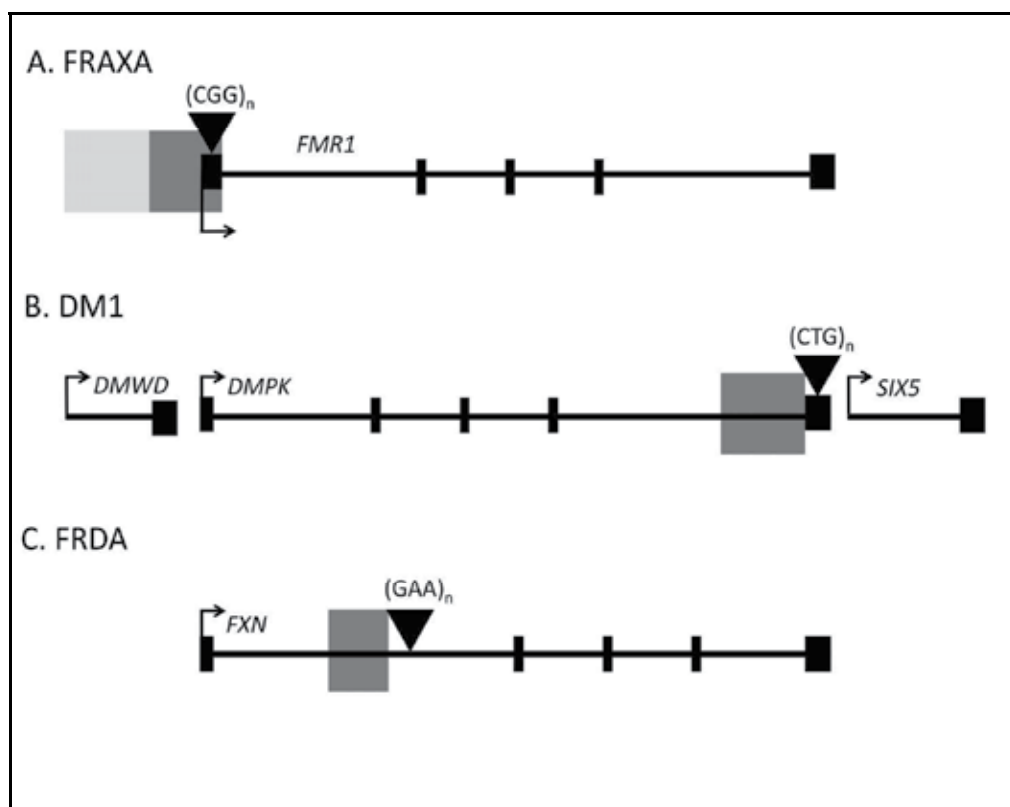 A. FRAXA
(CGG)n
FMR1
B. DM1
(CTG)n
DMWD DMPK SIX5
C. FRDA
(GAA)n
FXN